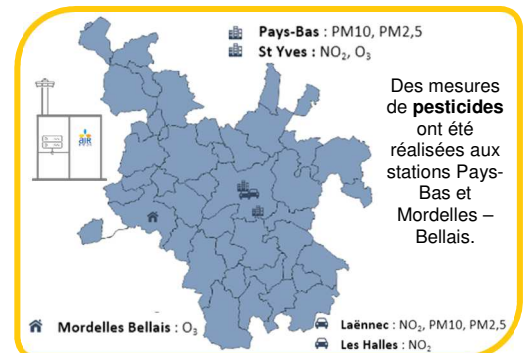 Pays-Bas : PM10, PM2,5
St Yves : NO₂, O₃
Des mesures
de pesticides
ont été
réalisées aux
stations Pays-
Bas et
Mordelles –
Bellais.
Mordelles Bellais : O₃
Laënnec : NO₂, PM10, PM2,5
Les Halles : NO₂